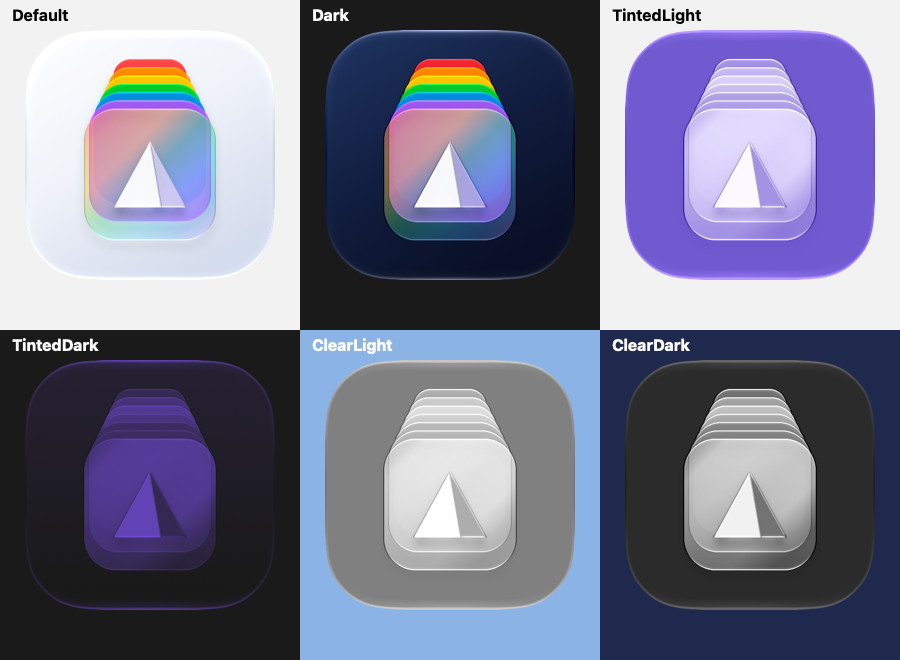 Default
Dark
TintedLight
TintedDark
ClearLight
ClearDark